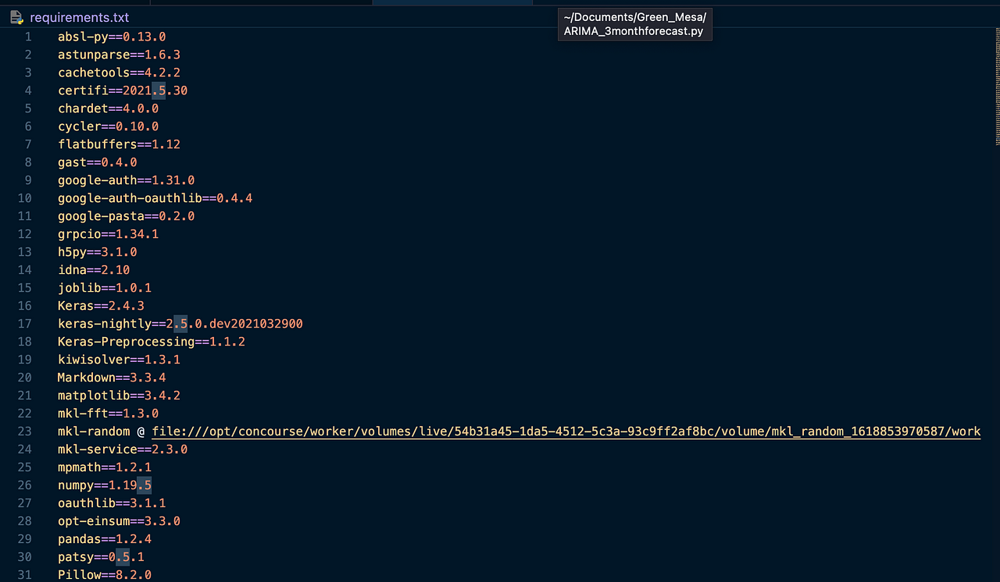 requirements.txt
~/Documents/Green_Mesa/
ARIMA_3monthforecast.py
1 absl-py==0.13.0
2 astunparse==1.6.3
3 cachetools==4.2.2
4 certifi==2021.5.30
5 chardet==4.0.0
6 cycler==0.10.0
7 flatbuffers==1.12
8 gast==0.4.0
9 google-auth==1.31.0
10 google-auth-oauthlib==0.4.4
11 google-pasta==0.2.0
12 grpcio==1.34.1
13 h5py==3.1.0
14 idna==2.10
15 joblib==1.0.1
16 Keras==2.4.3
17 keras-nightly==2.5.0.dev2021032900
18 Keras-Preprocessing==1.1.2
19 kiwisolver==1.3.1
20 Markdown==3.3.4
21 matplotlib==3.4.2
22 mkl-fft==1.3.0
23 mkl-random @ file:///opt/concourse/worker/volumes/live/54b31a45-1da5-4512-5c3a-93c9ff2af8bc/volume/mkl_random_1618853970587/work
24 mkl-service==2.3.0
25 mpmath==1.2.1
26 numpy==1.19.5
27 oauthlib==3.1.1
28 opt-einsum==3.3.0
29 pandas==1.2.4
30 patsy==0.5.1
31 Pillow==8.2.0